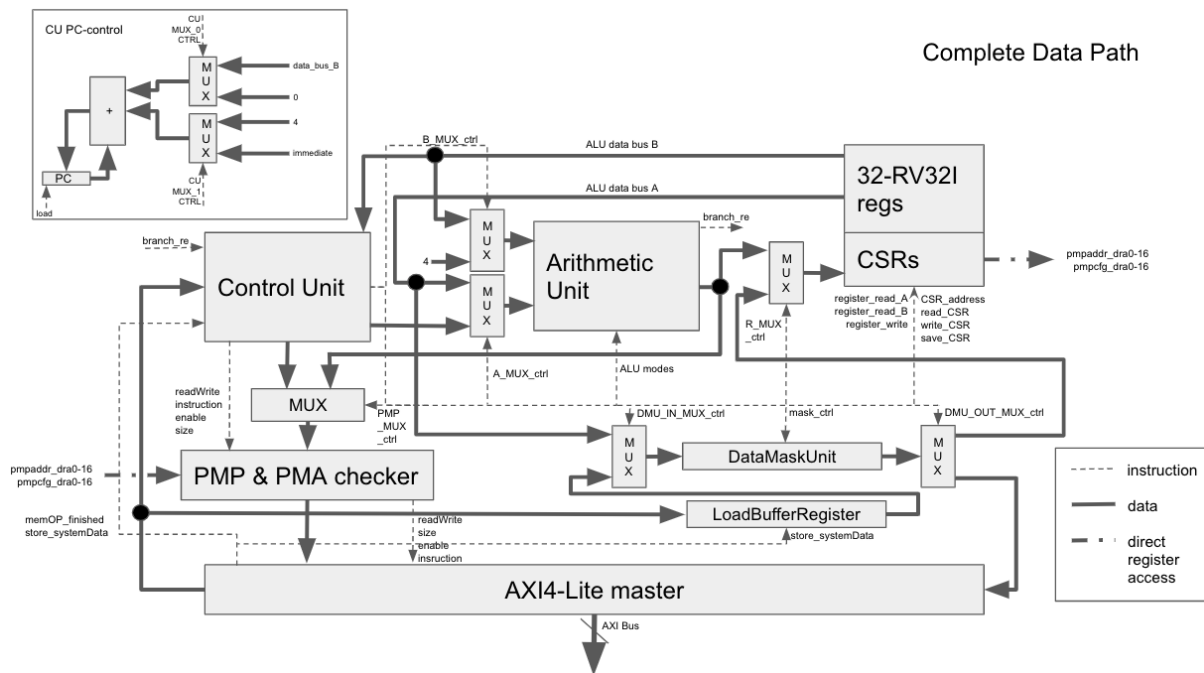 CU PC-control
CU
MUX_0
CTRL
M
U
X
data_bus_B
0
+
M
U
X
4
immediate
PC
load
CU
MUX_1
CTRL
Complete Data Path
B_MUX_ctrl
ALU data bus B
ALU data bus A
32-RV32I
regs
CSRs
branch_re
branch_re
Control Unit
MUX
4
MUX
Arithmetic
Unit
M
U
X
pmpaddr_dra0-16
pmpcfg_dra0-16
register_read_A
register_read_B
register_write
CSR_address
read_CSR
write_CSR
save_CSR
R_MUX
_ctrl
A_MUX_ctrl
ALU modes
readWrite
instruction
enable
size
MUX
PMP
_MUX
_ctrl
DMU_IN_MUX_ctrl
mask_ctrl
DMU_OUT_MUX_ctrl
M
U
X
DataMaskUnit
M
U
X
pmpaddr_dra0-16
pmpcfg_dra0-16
PMP & PMA checker
LoadBufferRegister
store_systemData
memOP_finished
store_systemData
readWrite
size
enable
insruction
AXI4-Lite master
AXI Bus
instruction
data
direct
register
access